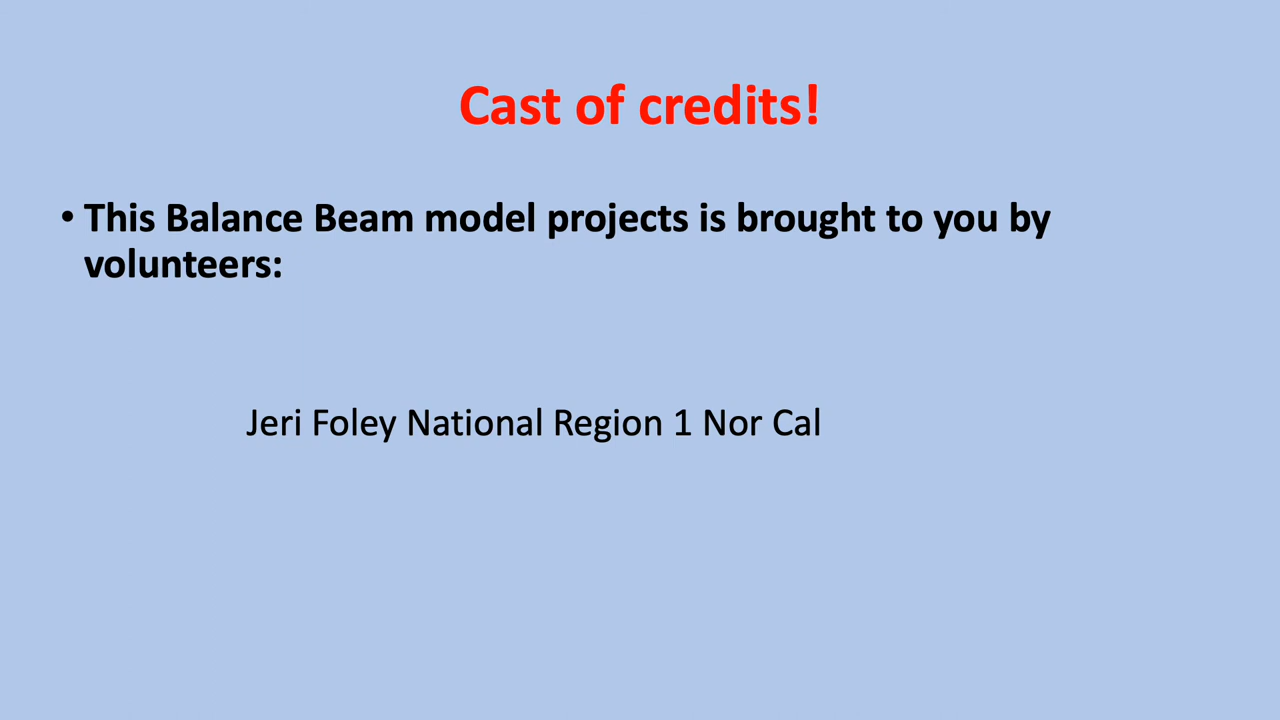 Cast of credits!
• This Balance Beam model projects is brought to you by
volunteers:
Jeri Foley National Region 1 Nor Cal